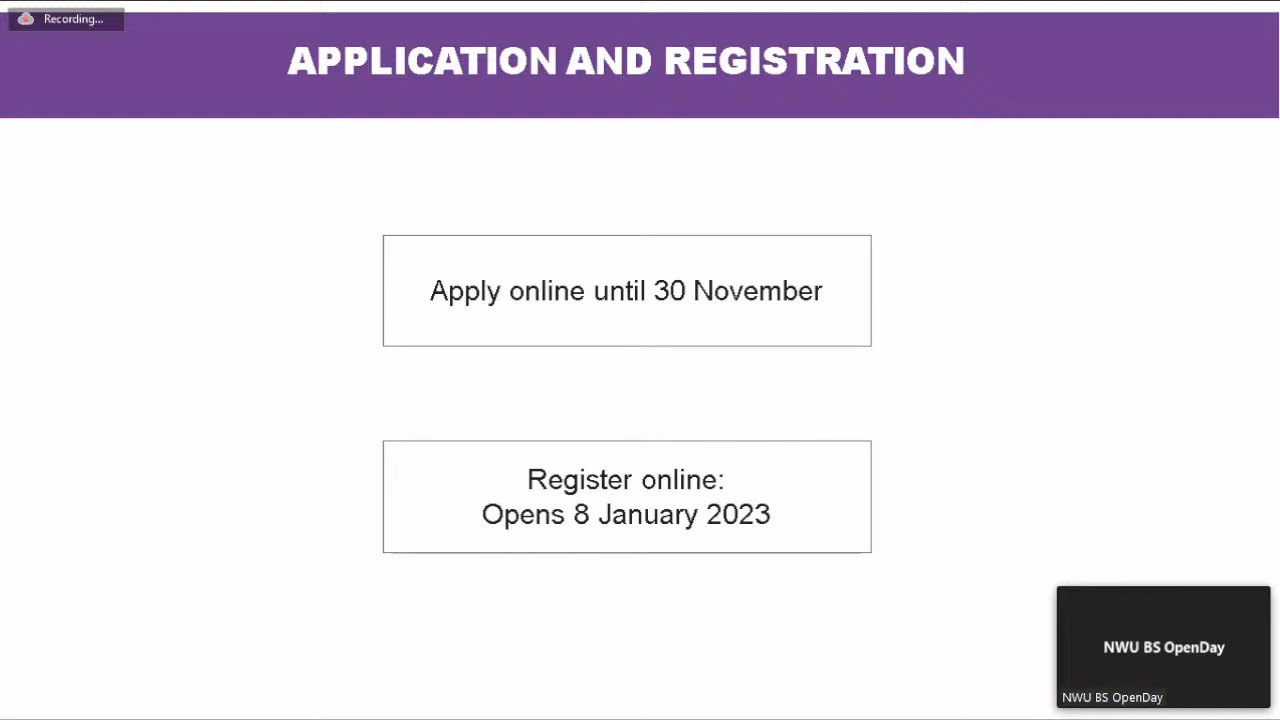 Recording...
APPLICATION AND REGISTRATION
Apply online until 30 November
Register online:
Opens 8 January 2023
NWU BS OpenDay
NWU BS OpenDay